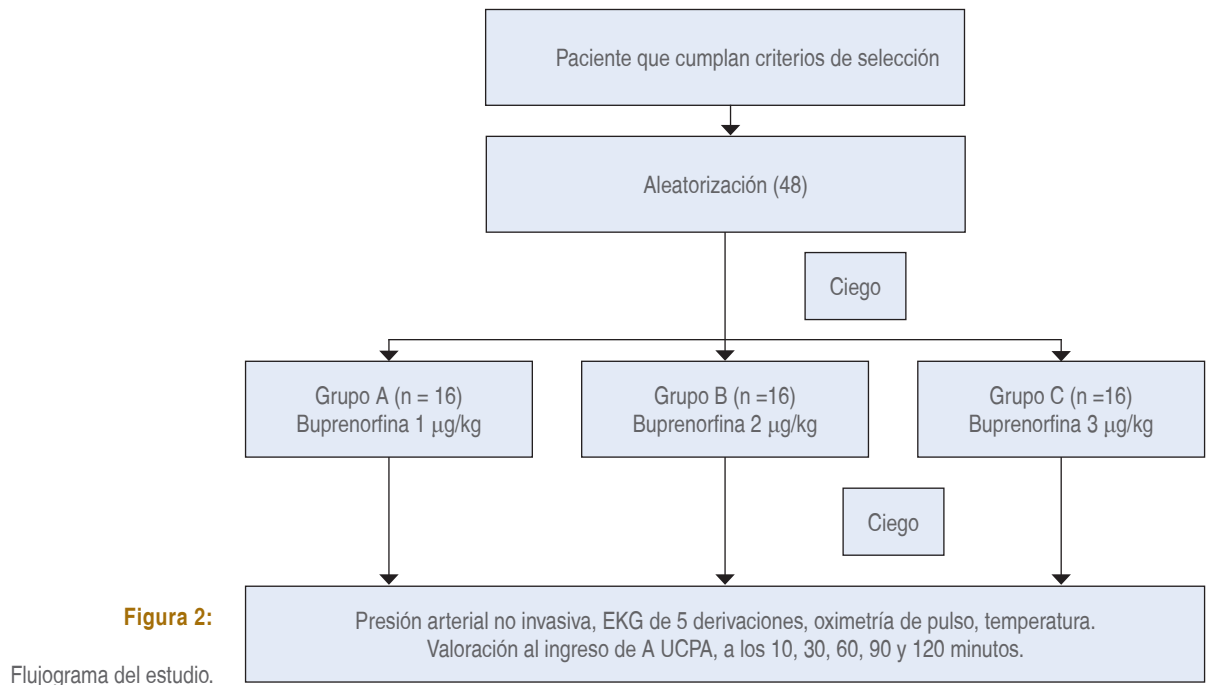 Paciente que cumplan criterios de selección
Aleatorización (48)
Ciego
Grupo A (n = 16)
Buprenorfina 1 μg/kg
Grupo B (n =16)
Buprenorfina 2 μg/kg
Grupo C (n =16)
Buprenorfina 3 μg/kg
Ciego
Presión arterial no invasiva, EKG de 5 derivaciones, oximetría de pulso, temperatura.
Valoración al ingreso de A UCPA, a los 10, 30, 60, 90 y 120 minutos.
Figura 2:
Flujograma del estudio.